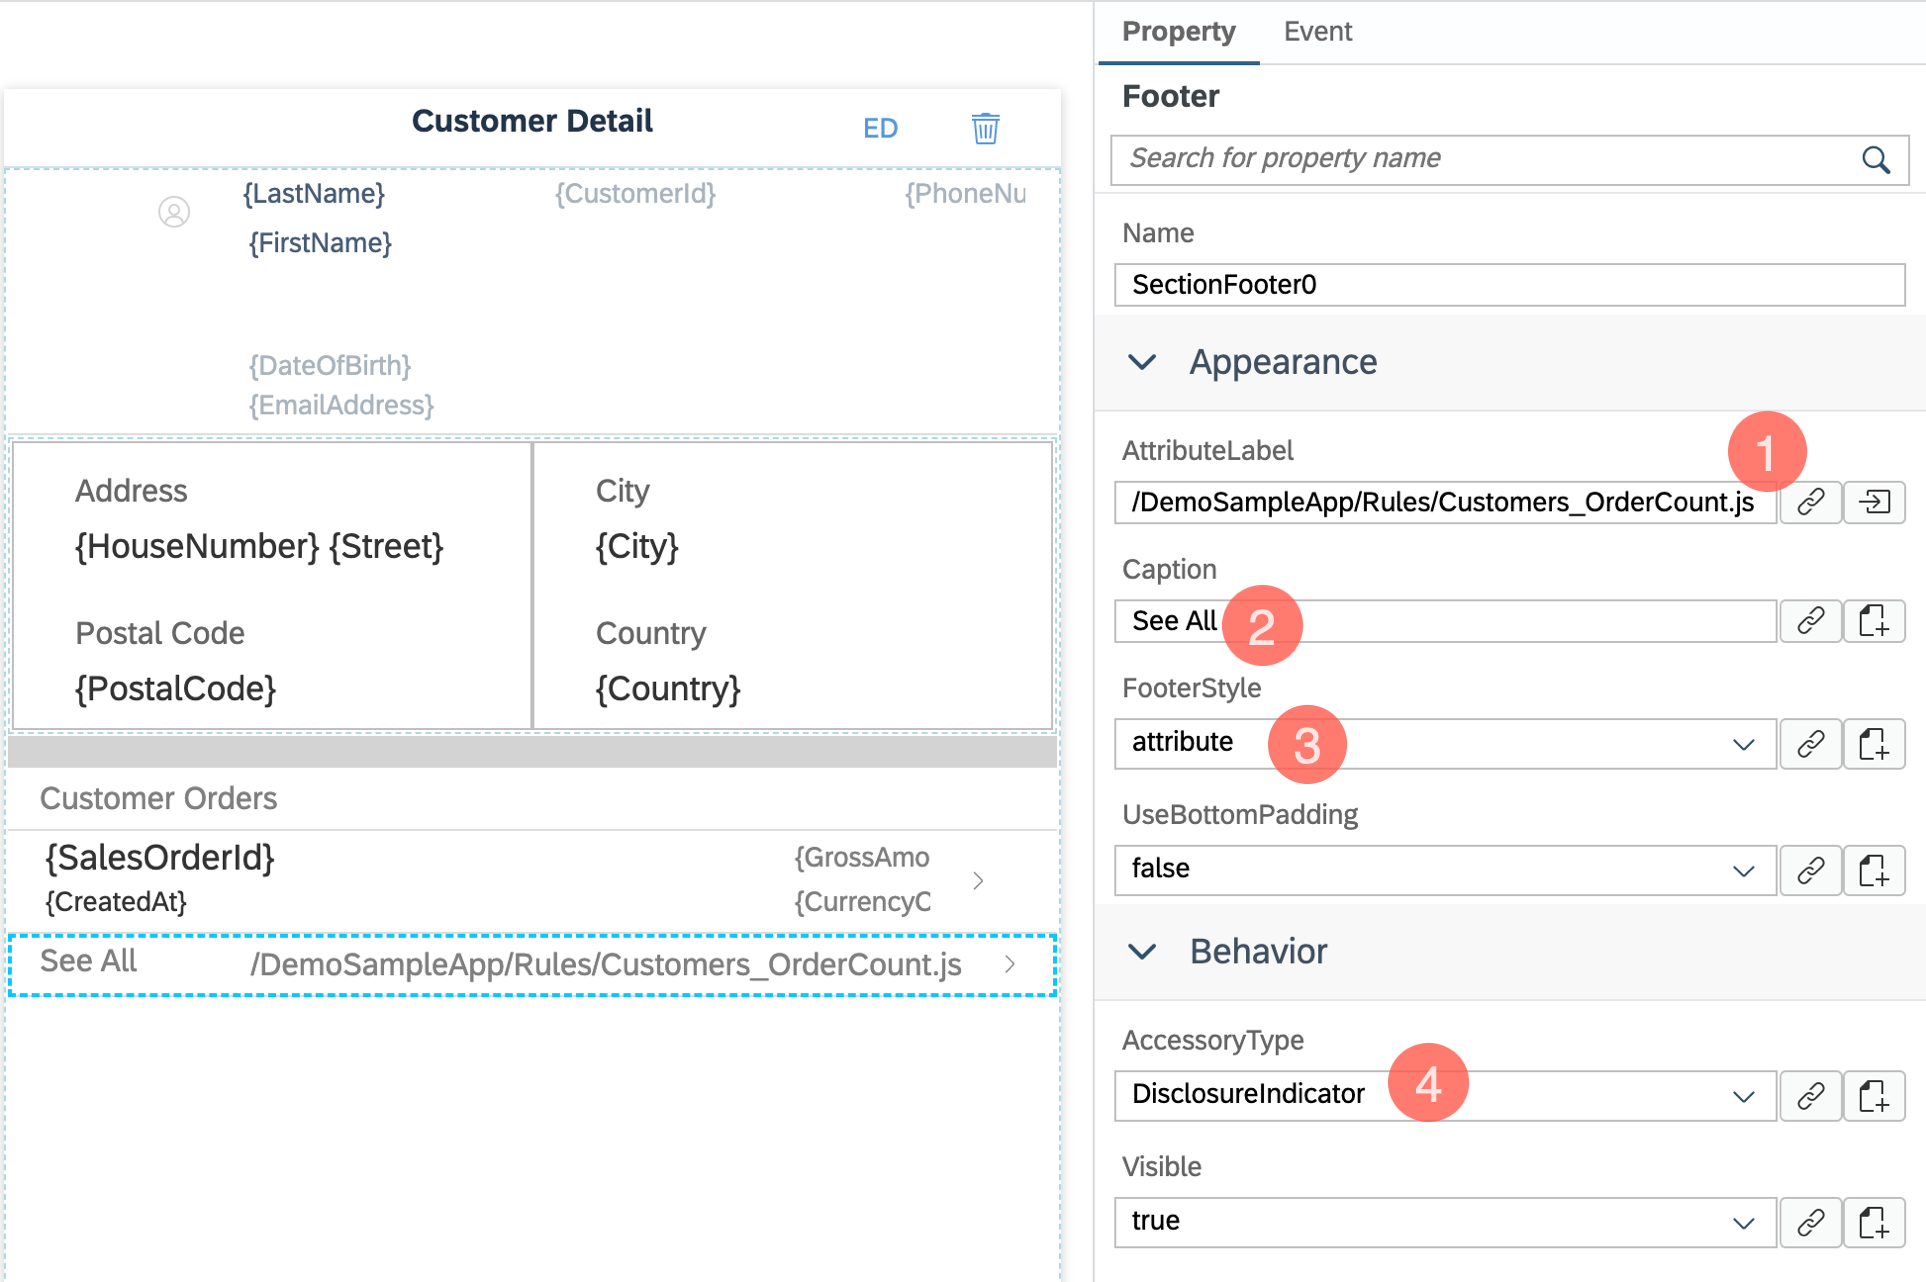 Customer Detail
ED
{LastName}
{CustomerId}
{PhoneNu
{FirstName}
{DateOfBirth}
{EmailAddress}
Address
City
{HouseNumber} {Street}
{City}
Postal Code
Country
{PostalCode}
{Country}
Customer Orders
{SalesOrderId}
{GrossAmo
{CreatedAt}
{CurrencyC
See All
/DemoSampleApp/Rules/Customers_OrderCount.js
Property
Event
Footer
Search for property name
Name
SectionFooter0
Appearance
AttributeLabel
1
/DemoSampleApp/Rules/Customers_OrderCount.js
Caption
See All
2
FooterStyle
attribute
3
UseBottomPadding
false
Behavior
AccessoryType
DisclosureIndicator
4
Visible
true